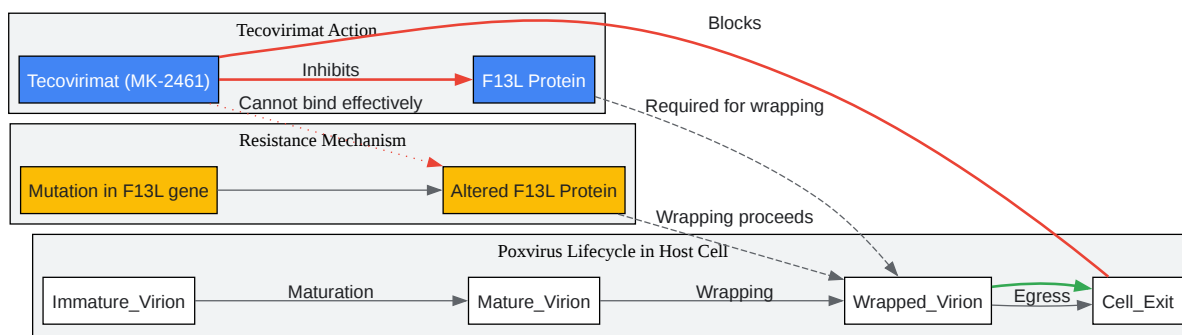 Blocks
Tecovirimat Action
Tecovirimat (MK-2461)
Inhibits
F13L Protein
Cannot bind effectively
Required for wrapping
Resistance Mechanism
Mutation in F13L gene
Altered F13L Protein
Wrapping proceeds
Poxvirus Lifecycle in Host Cell
Immature_Virion
Maturation
Mature_Virion
Wrapping
Wrapped_Virion
Egress
Cell_Exit